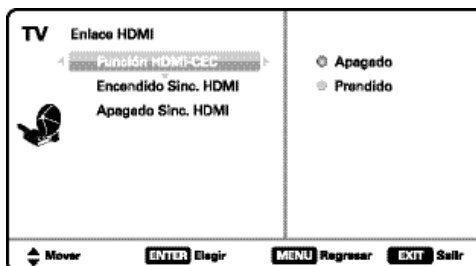 TV Enlace HDMI
Función HDMI-CEC
Encendido Sinc. HDMI
Apagado Sinc. HDMI
Apagado
Prendido
Mover ENTER Elegir MENU Regresar EXIT Salir